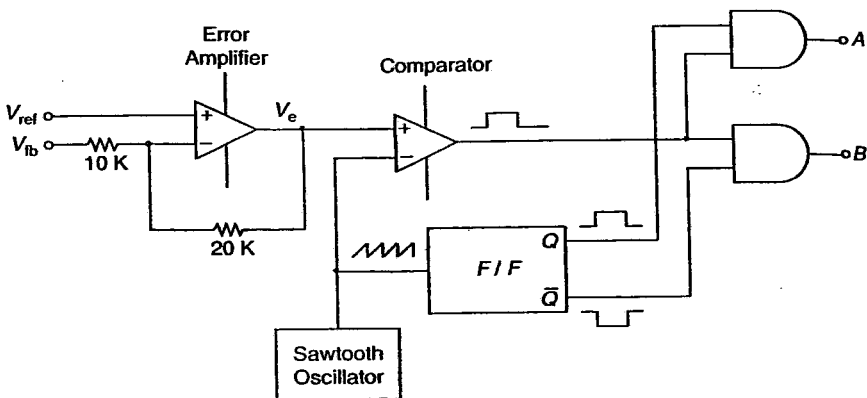 Error
Amplifier
Comparator
A
V_ref
+
−
V_e
+
−
V_fb
10 K
B
20 K
Q
F / F
Q̅
Sawtooth
Oscillator